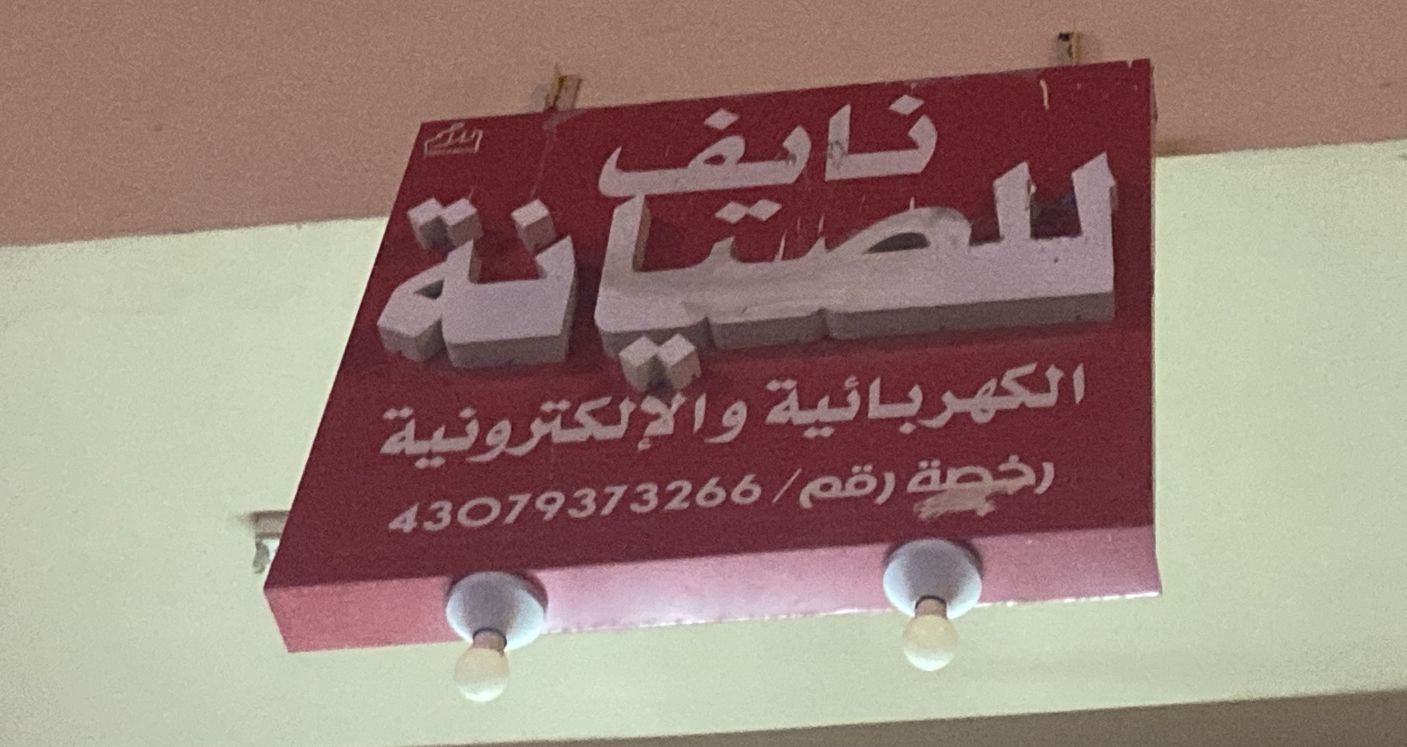 نايف
للصيانة
الكهربائية والإلكترونية
رخصة رقم/ 43079373266